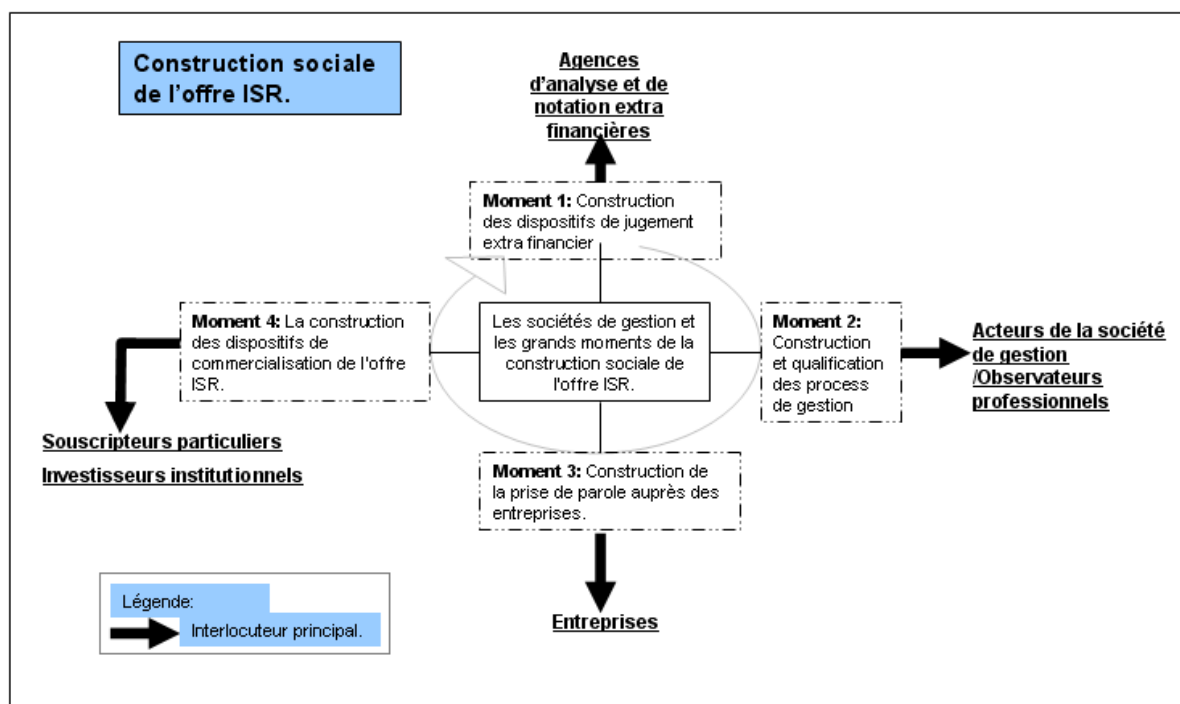 Construction sociale
de l'offre ISR.
Agences
d'analyse et de
notation extra
financières
Moment 1: Construction
des dispositifs de jugement
extra financier
Moment 4: La construction
des dispositifs de
commercialisation de l'offre
ISR.
Les sociétés de gestion et
les grands moments de la
construction sociale de
l'offre ISR.
Moment 2:
Construction
et qualification
des process
de gestion
Acteurs de la société
de gestion
/Observateurs
professionnels
Souscripteurs particuliers
Investisseurs institutionnels
Moment 3: Construction de
la prise de parole auprès des
entreprises.
Entreprises
Légende:
Interlocuteur principal.